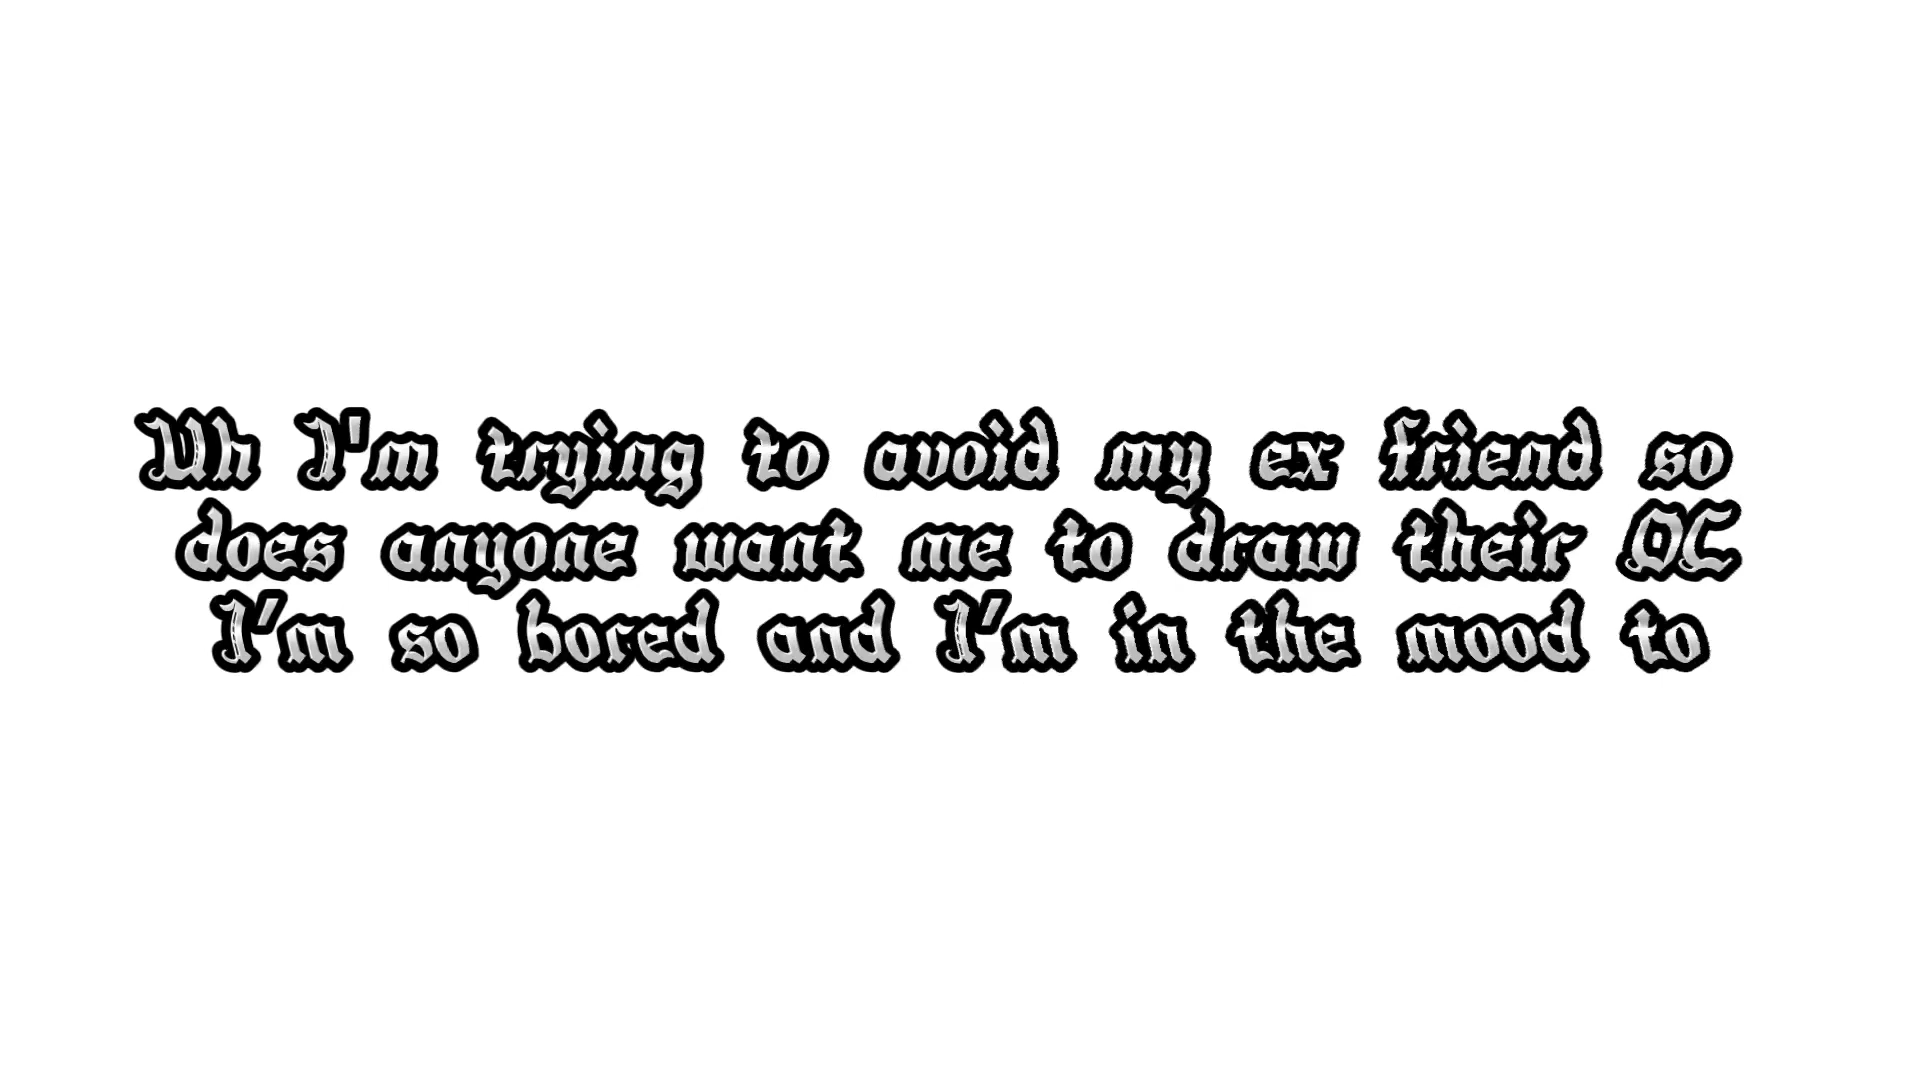 Uh I'm trying to avoid my ex friend so
does anyone want me to draw their OC
I'm so bored and I'm in the mood to